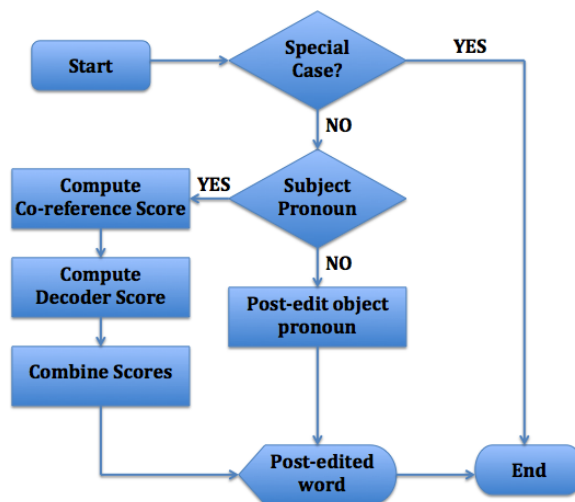 Start
Special
Case?
YES
NO
Subject
Pronoun
YES
Compute
Co-reference Score
NO
Compute
Decoder Score
Post-edit object
pronoun
Combine Scores
Post-edited
word
End